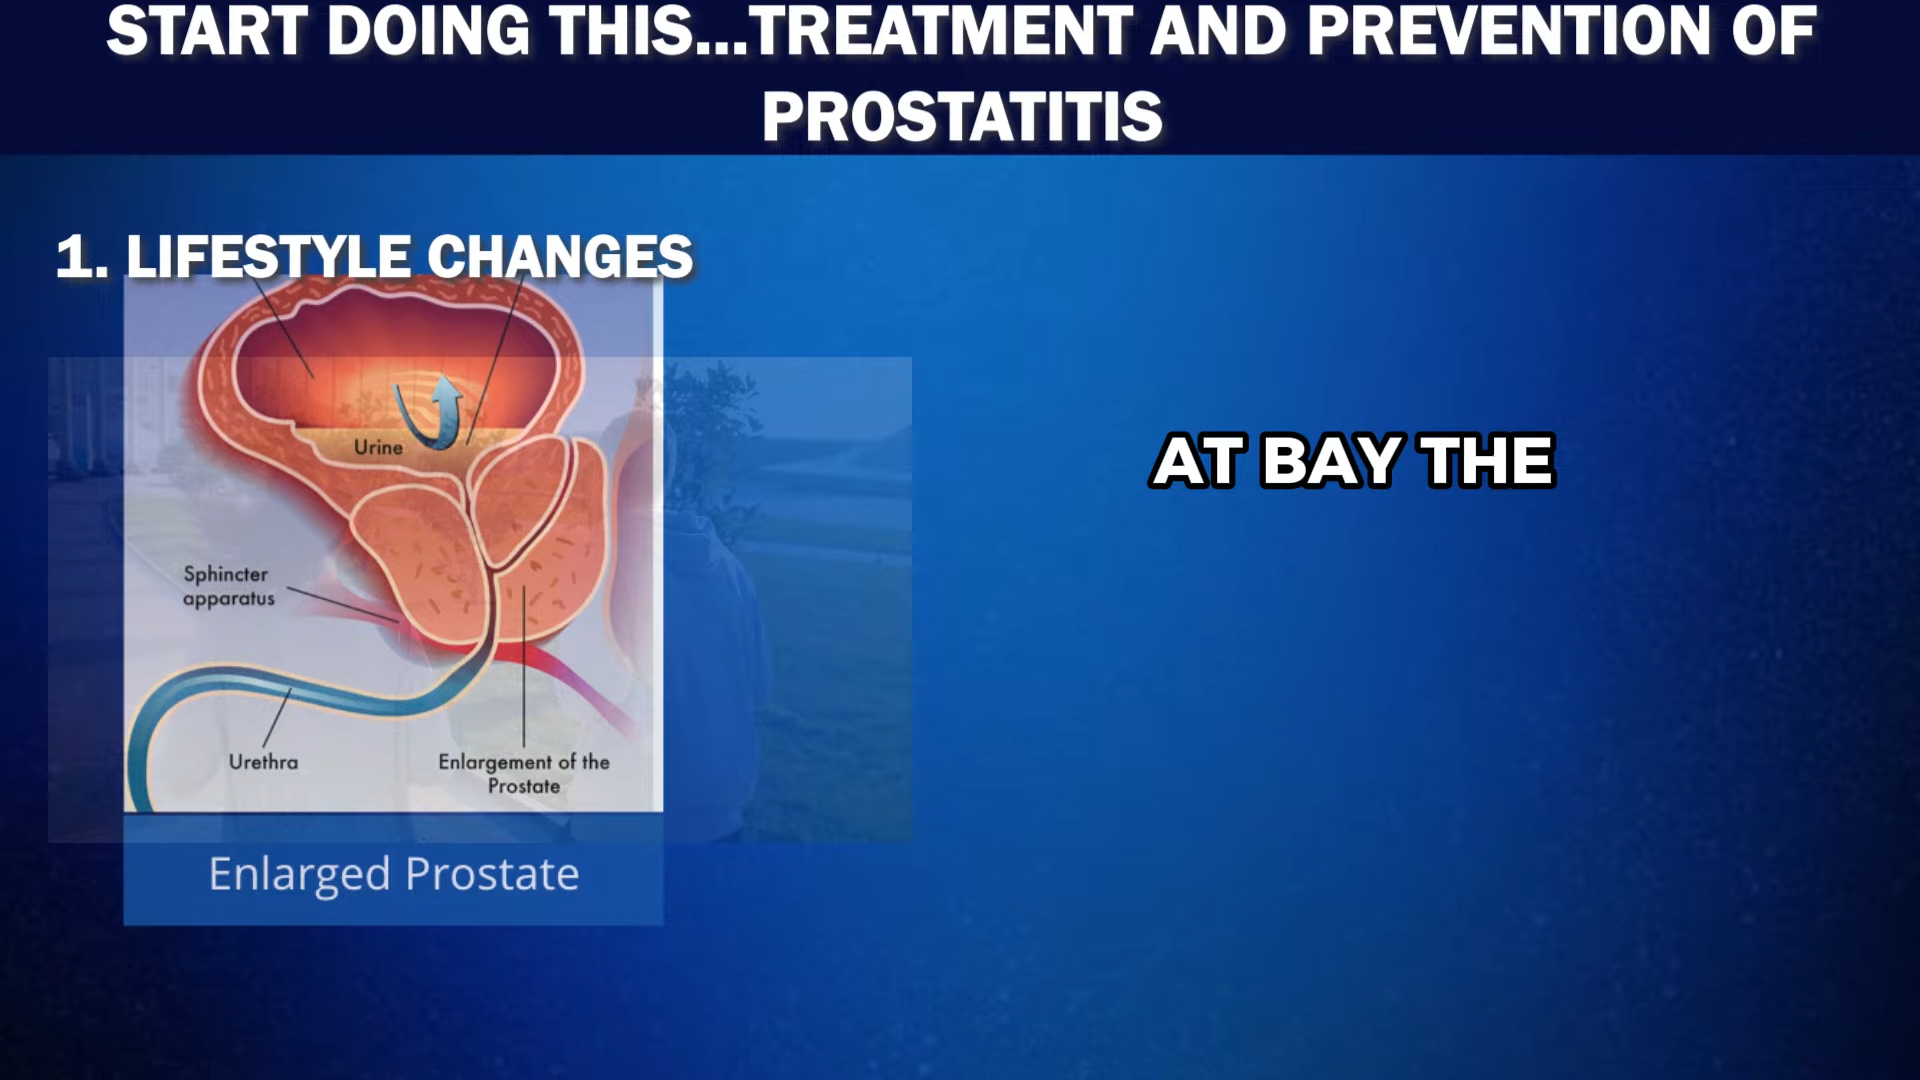 START DOING THIS...TREATMENT AND PREVENTION OF
PROSTATITIS
1. LIFESTYLE CHANGES
AT BAY THE
Urine
Sphincter
apparatus
Urethra
Enlargement of the
Prostate
Enlarged Prostate